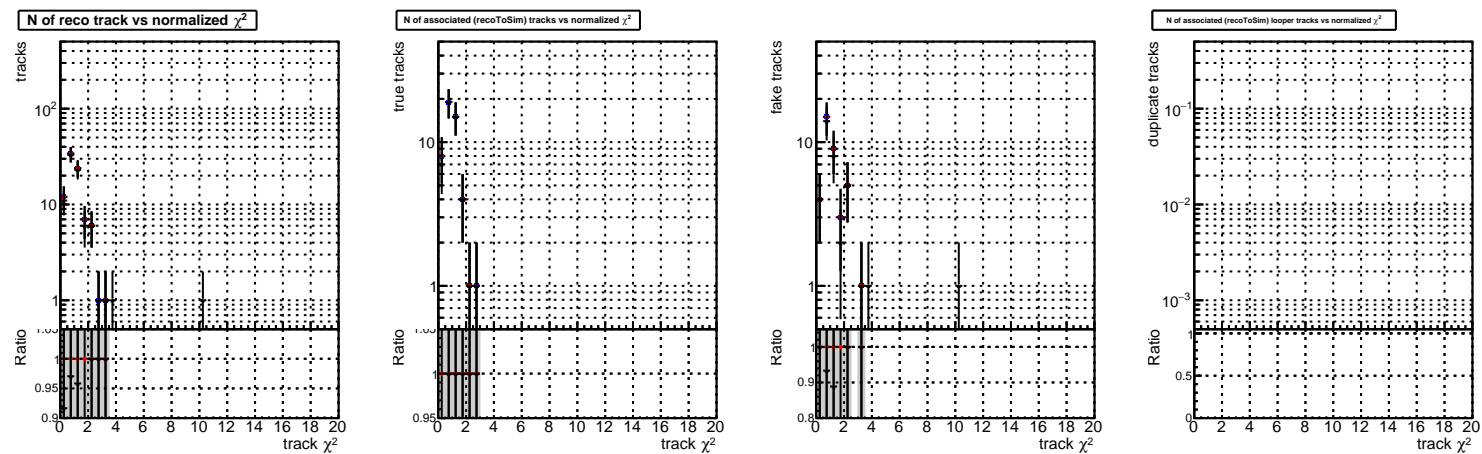 N of reco track vs normalized χ²
tracks
10²
10
1
Ratio
1.05
1
0.95
0.9
0 2 4 6 8 10 12 14 16 18 20
track χ²
N of associated (recoToSim) tracks vs normalized χ²
true tracks
10
1
Ratio
1.05
1
0.95
0 2 4 6 8 10 12 14 16 18 20
track χ²
fake tracks
10
1
Ratio
1
0.9
0.8
0 2 4 6 8 10 12 14 16 18 20
track χ²
N of associated (recoToSim) looper tracks vs normalized χ²
duplicate tracks
10⁻¹
10⁻²
10⁻³
Ratio
1
0.5
0
0 2 4 6 8 10 12 14 16 18 20
track χ²